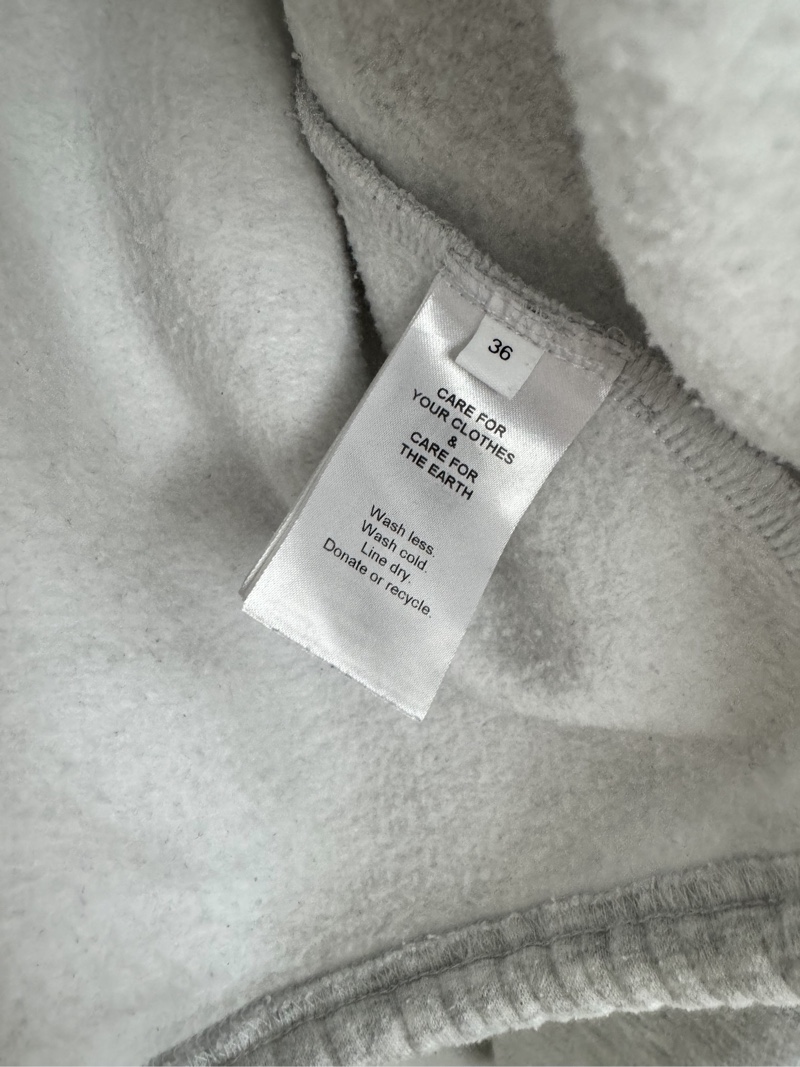 36
CARE FOR
YOUR CLOTHES
&
CARE FOR
THE EARTH
Wash less.
Wash cold.
Line dry.
Donate or recycle.